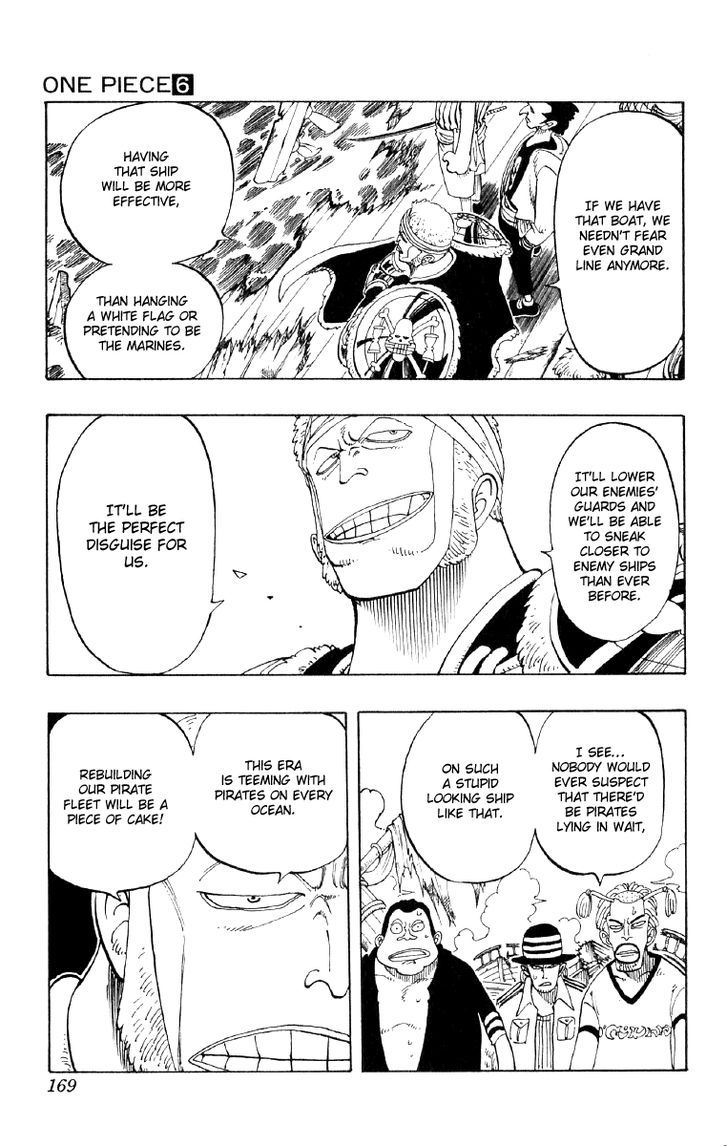 ONE PIECE 6
IF WE HAVE
THAT BOAT, WE
NEEDN'T FEAR
EVEN GRAND
LINE ANYMORE.
HAVING
THAT SHIP
WILL BE MORE
EFFECTIVE,
THAN HANGING
A WHITE FLAG OR
PRETENDING TO BE
THE MARINES.
IT'LL LOWER
OUR ENEMIES'
GUARDS AND
WE'LL BE ABLE
TO SNEAK
CLOSER TO
ENEMY SHIPS
THAN EVER
BEFORE.
IT'LL BE
THE PERFECT
DISGUISE FOR
US.
I SEE...
NOBODY WOULD
EVER SUSPECT
THAT THERE'D
BE PIRATES
LYING IN WAIT,
ON SUCH
A STUPID
LOOKING SHIP
LIKE THAT.
THIS ERA
IS TEEMING WITH
PIRATES ON EVERY
OCEAN.
REBUILDING
OUR PIRATE
FLEET WILL BE A
PIECE OF CAKE!
169